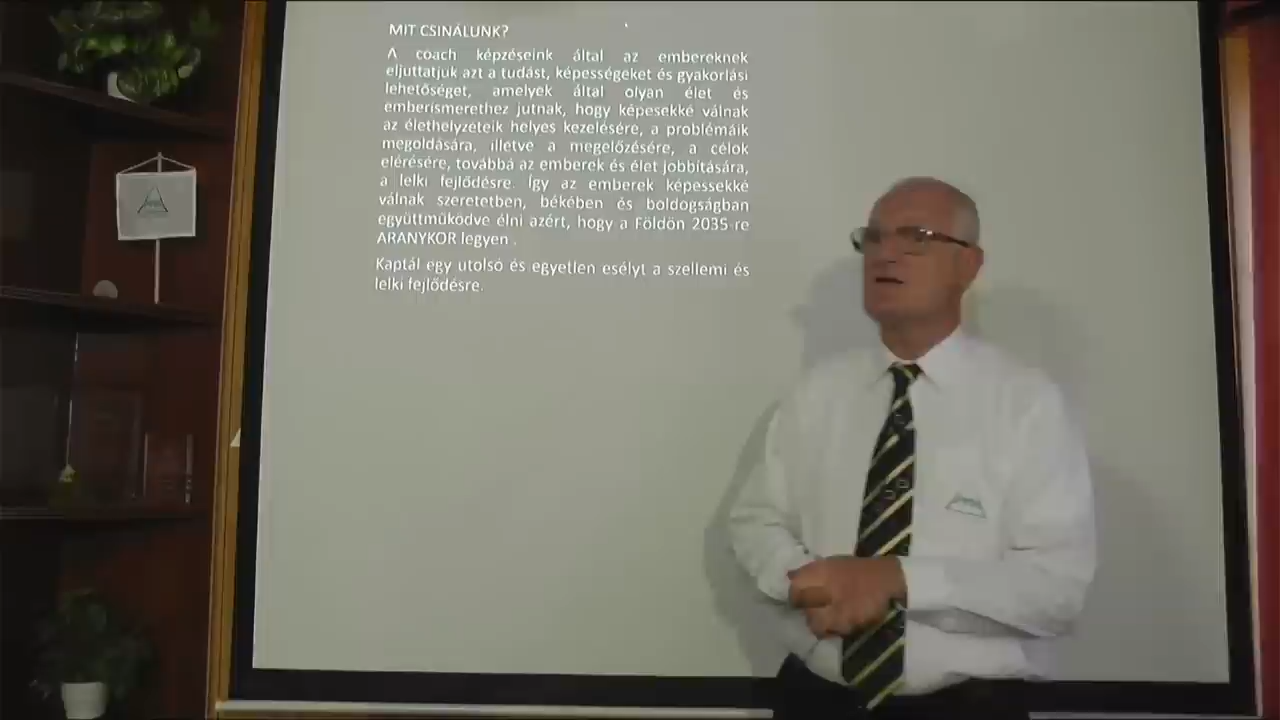 MIT CSINÁLUNK?
A coach képzéseink által az embereknek
eljuttatjuk azt a tudást, képességeket és gyakorlási
lehetőséget, amelyek által olyan élet és
emberismerethez jutnak, hogy képesekké válnak
az élethelyzeteik helyes kezelésére, a problémáik
megoldására, illetve a megelőzésére, a célok
elérésére, továbbá az emberek és élet jobbítására,
a lelki fejlődésre. Így az emberek képessekké
válnak szeretetben, békében és boldogságban
együttműködve élni azért, hogy a Földön 2035-re
ARANYKOR legyen .
Kaptál egy utolsó és egyetlen esélyt a szellemi és
lelki fejlődésre.